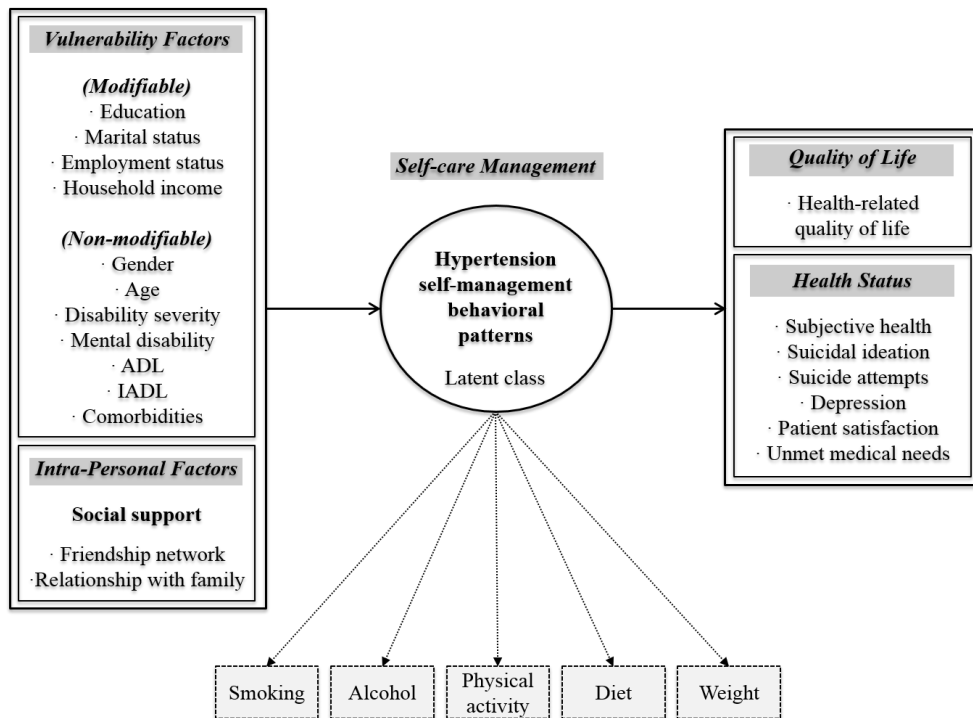 Vulnerability Factors
(Modifiable)
· Education
· Marital status
· Employment status
· Household income
(Non-modifiable)
· Gender
· Age
· Disability severity
· Mental disability
· ADL
· IADL
· Comorbidities
Intra-Personal Factors
Social support
· Friendship network
· Relationship with family
Self-care Management
Hypertension
self-management
behavioral
patterns
Latent class
Smoking
Alcohol
Physical
activity
Diet
Weight
Quality of Life
· Health-related
quality of life
Health Status
· Subjective health
· Suicidal ideation
· Suicide attempts
· Depression
· Patient satisfaction
· Unmet medical needs